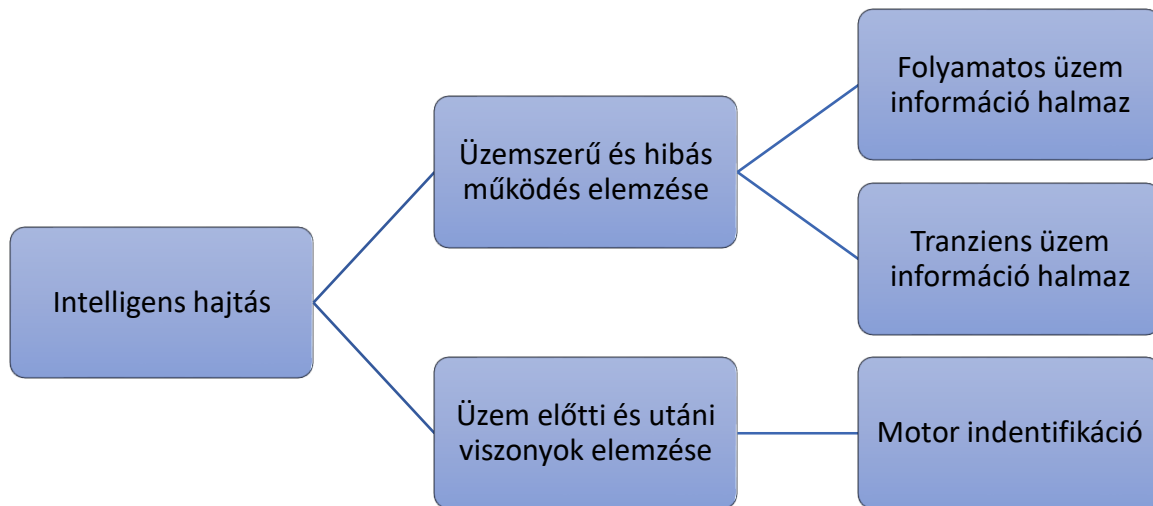 Intelligens hajtás
Üzemszerű és hibás
működés elemzése
Folyamatos üzem
információ halmaz
Tranziens üzem
információ halmaz
Üzem előtti és utáni
viszonyok elemzése
Motor indentifikáció